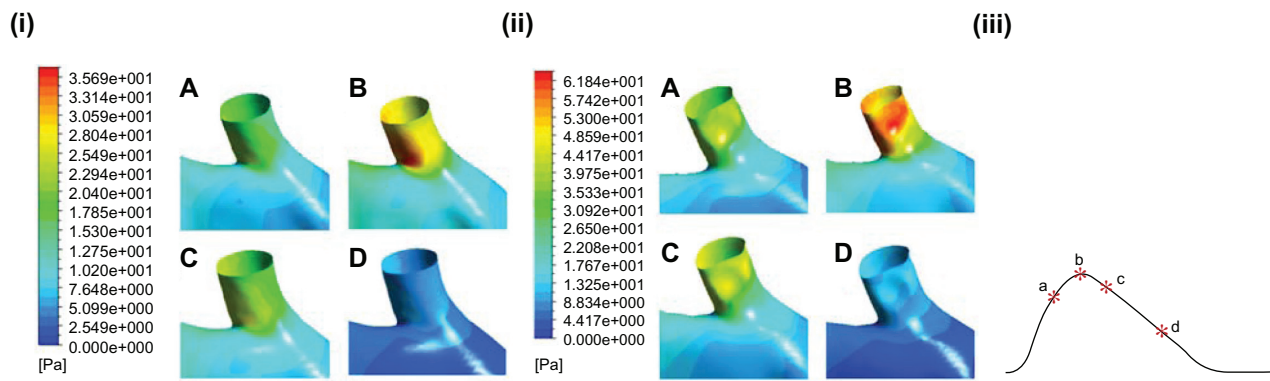 (i)
3.569e+001
3.314e+001
3.059e+001
2.804e+001
2.549e+001
2.294e+001
2.040e+001
1.785e+001
1.530e+001
1.275e+001
1.020e+001
7.648e+000
5.099e+000
2.549e+000
0.000e+000
[Pa]
A
B
C
D
(ii)
6.184e+001
5.742e+001
5.300e+001
4.859e+001
4.417e+001
3.975e+001
3.533e+001
3.092e+001
2.650e+001
2.208e+001
1.767e+001
1.325e+001
8.834e+000
4.417e+000
0.000e+000
[Pa]
A
B
C
D
(iii)
a
b
c
d